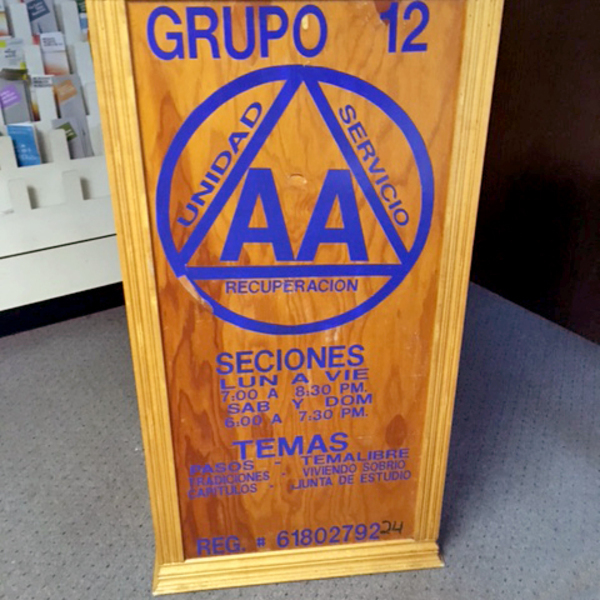 GRUPO 12
UNIDAD
SERVICIO
AA
RECUPERACION
SECIONES
LUN A VIE
7:00 A 8:30 PM.
SAB Y DOM
6:00 A 7:30 PM.
TEMAS
PASOS - TEMALIBRE
TRADICIONES - VIVIENDO SOBRIO
CAPITULOS - JUNTA DE ESTUDIO
REG. # 6180279224